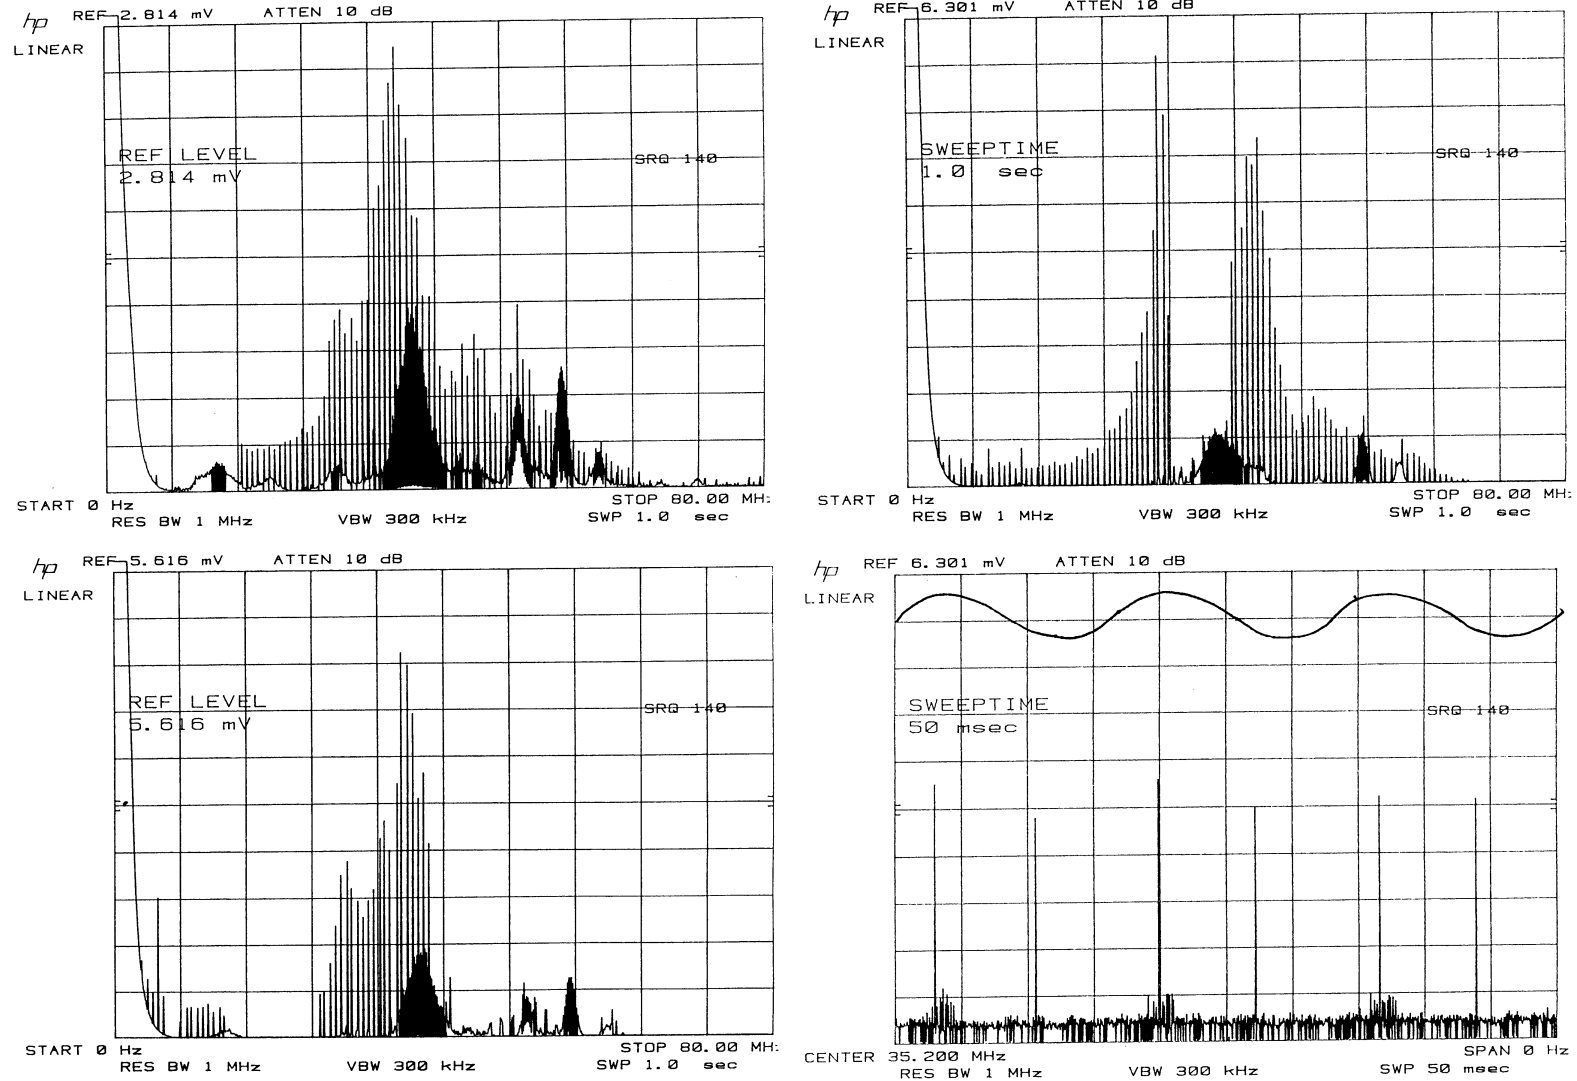 hp REF 2.814 mV ATTEN 10 dB
LINEAR
REF LEVEL
2.814 mV
SRQ 140
START 0 Hz STOP 80.00 MHz
RES BW 1 MHz VBW 300 kHz SWP 1.0 sec
hp REF 6.301 mV ATTEN 10 dB
LINEAR
SWEEPTIME
1.0 sec
SRQ 140
START 0 Hz STOP 80.00 MHz
RES BW 1 MHz VBW 300 kHz SWP 1.0 sec
hp REF 5.616 mV ATTEN 10 dB
LINEAR
REF LEVEL
5.616 mV
SRQ 140
START 0 Hz STOP 80.00 MHz
RES BW 1 MHz VBW 300 kHz SWP 1.0 sec
hp REF 6.301 mV ATTEN 10 dB
LINEAR
SWEEPTIME
50 msec
SRQ 140
CENTER 35.200 MHz SPAN 0 Hz
RES BW 1 MHz VBW 300 kHz SWP 50 msec